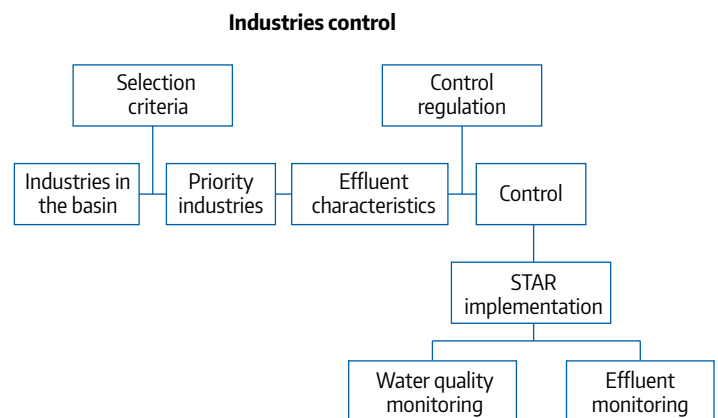 Industries control
Selection
criteria
Control
regulation
Industries in
the basin
Priority
industries
Effluent
characteristics
Control
STAR
implementation
Water quality
monitoring
Effluent
monitoring